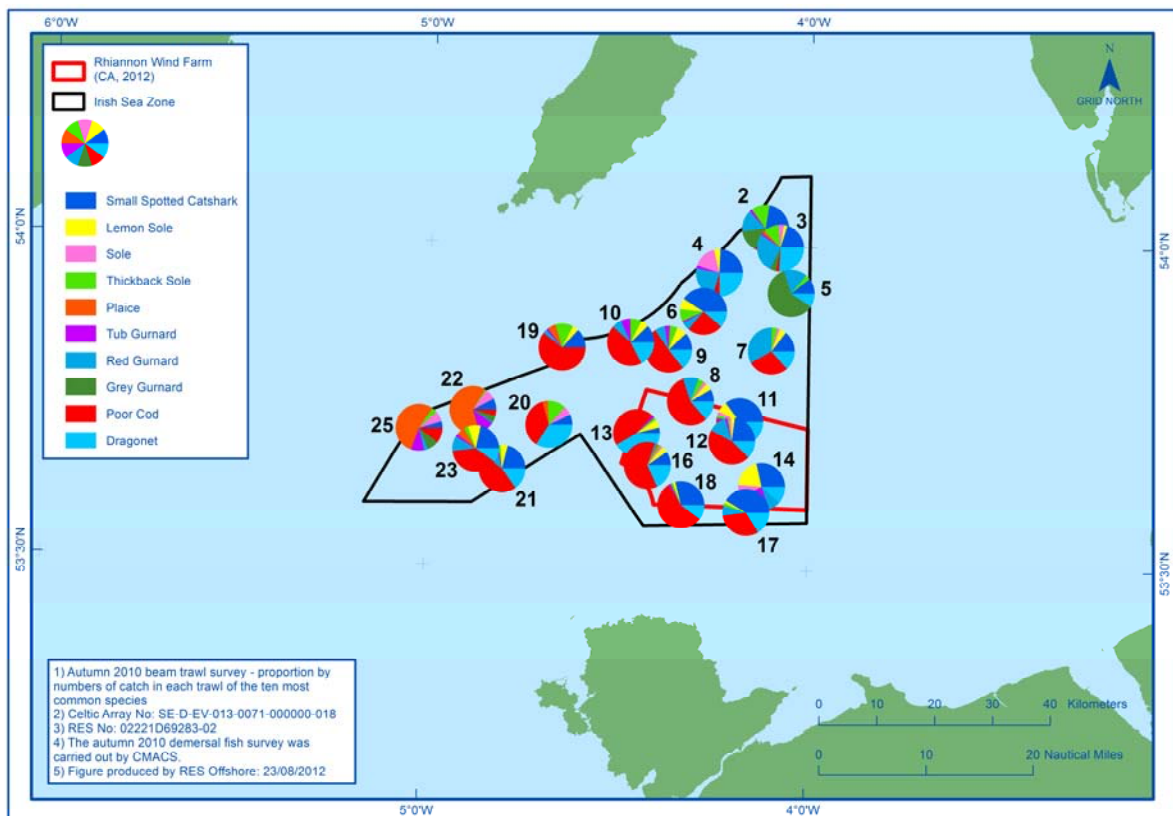 6°0'W
5°0'W
4°0'W
Rhiannon Wind Farm
(CA, 2012)
Irish Sea Zone
Small Spotted Catshark
Lemon Sole
Sole
Thickback Sole
Plaice
Tub Gurnard
Red Gurnard
Grey Gurnard
Poor Cod
Dragonet
N
GRID NORTH
54°0'N
54°0'N
53°30'N
53°30'N
2
3
4
5
6
10
19
9
7
8
22
20
11
25
13
12
23
16
14
21
18
17
1) Autumn 2010 beam trawl survey - proportion by
numbers of catch in each trawl of the ten most
common species
2) Celtic Array No: SE-D-EV-013-0071-000000-018
3) RES No: 02221D69283-02
4) The autumn 2010 demersal fish survey was
carried out by CMACS.
5) Figure produced by RES Offshore: 23/08/2012
0 10 20 30 40 Kilometers
0 10 20 Nautical Miles
5°0'W
4°0'W